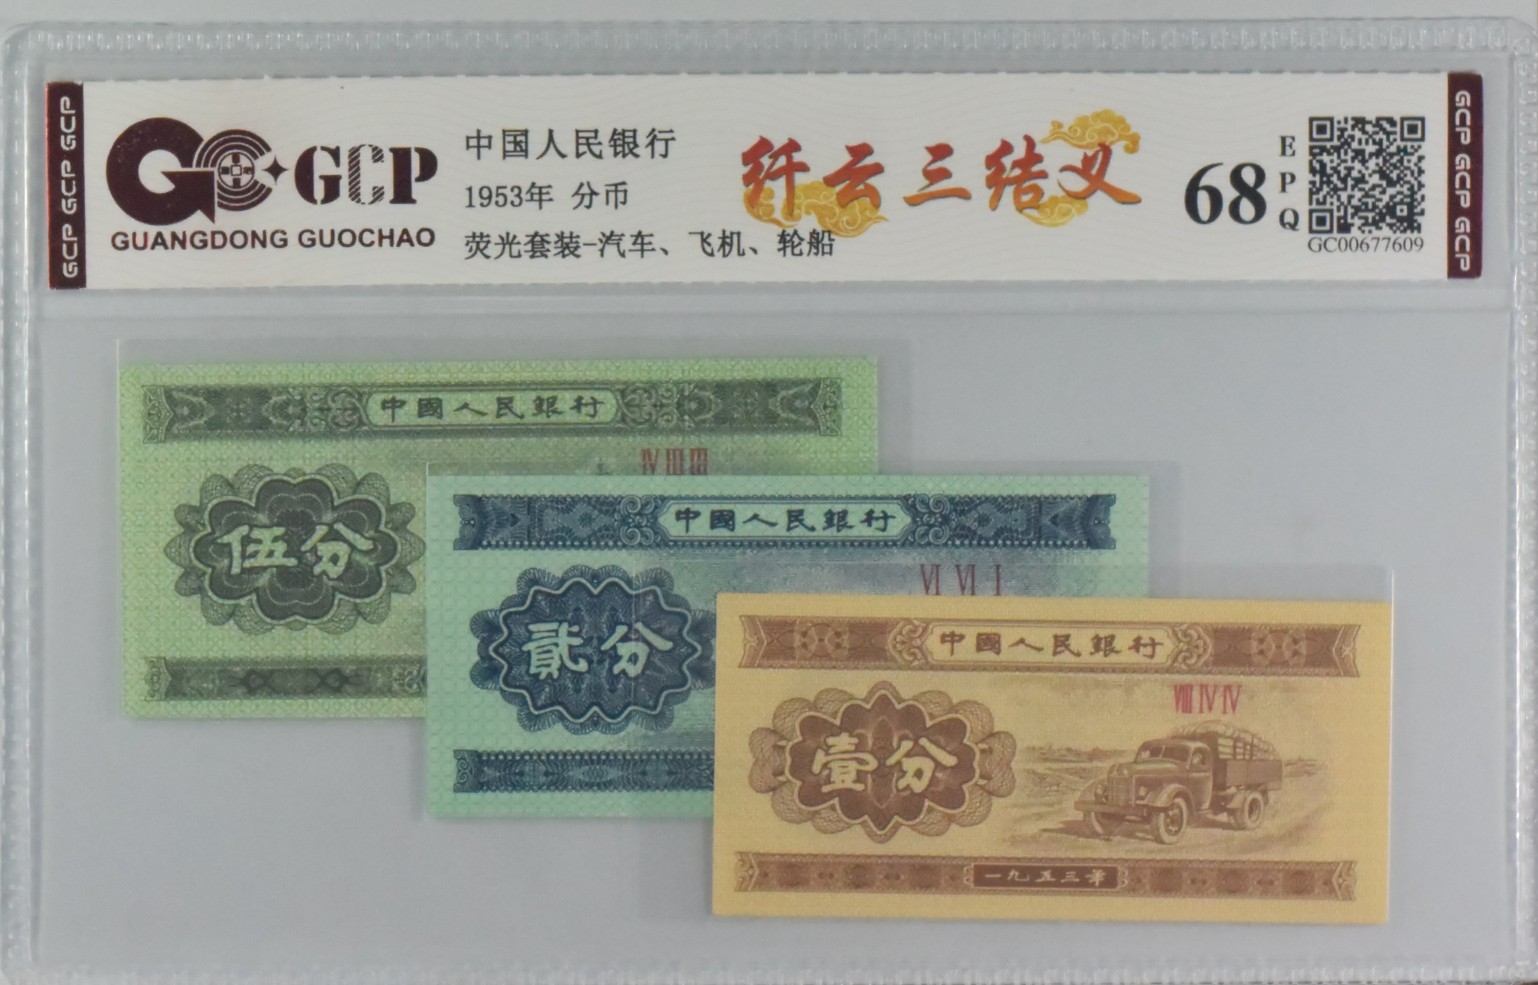 GCP GCP GCP
GCP
GUANGDONG GUOCHAO
中国人民银行
1953年 分币
荧光套装-汽车、飞机、轮船
纤云三结义
68
EPQ
GC00677609
GCP GCP GCP
中國人民銀行
IV III III
伍分
中國人民銀行
VI VI I
貳分
中國人民銀行
VIII IV IV
壹分
一九五三年